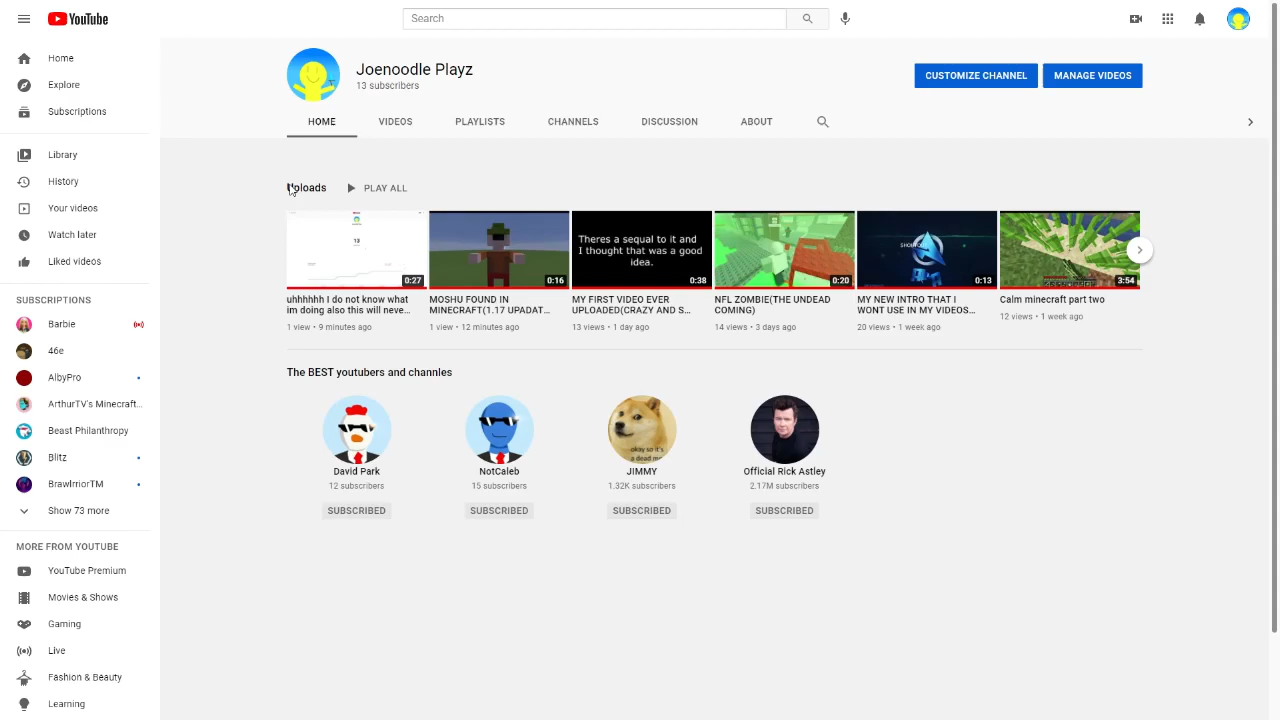 YouTube
Search
Home
Explore
Subscriptions
Library
History
Your videos
Watch later
Liked videos
SUBSCRIPTIONS
Barbie
46e
AlbyPro
ArthurTV's Minecraft...
Beast Philanthropy
Blitz
BrawlrriorTM
Show 73 more
MORE FROM YOUTUBE
YouTube Premium
Movies & Shows
Gaming
Live
Fashion & Beauty
Learning
Joenoodle Playz
13 subscribers
CUSTOMIZE CHANNEL
MANAGE VIDEOS
HOME
VIDEOS
PLAYLISTS
CHANNELS
DISCUSSION
ABOUT
Uploads
PLAY ALL
13
0:27
uhhhhhh I do not know what
im doing also this will neve...
1 view • 9 minutes ago
0:16
MOSHU FOUND IN
MINECRAFT(1.17 UPADAT...
1 view • 12 minutes ago
Theres a sequal to it and
I thought that was a good
idea.
0:38
MY FIRST VIDEO EVER
UPLOADED(CRAZY AND S...
13 views • 1 day ago
0:20
NFL ZOMBIE(THE UNDEAD
COMING)
14 views • 3 days ago
0:13
MY NEW INTRO THAT I
WONT USE IN MY VIDEOS...
20 views • 1 week ago
3:54
Calm minecraft part two
12 views • 1 week ago
The BEST youtubers and channles
David Park
12 subscribers
SUBSCRIBED
NotCaleb
15 subscribers
SUBSCRIBED
okay so it's
a dead me
JIMMY
1.32K subscribers
SUBSCRIBED
Official Rick Astley
2.17M subscribers
SUBSCRIBED